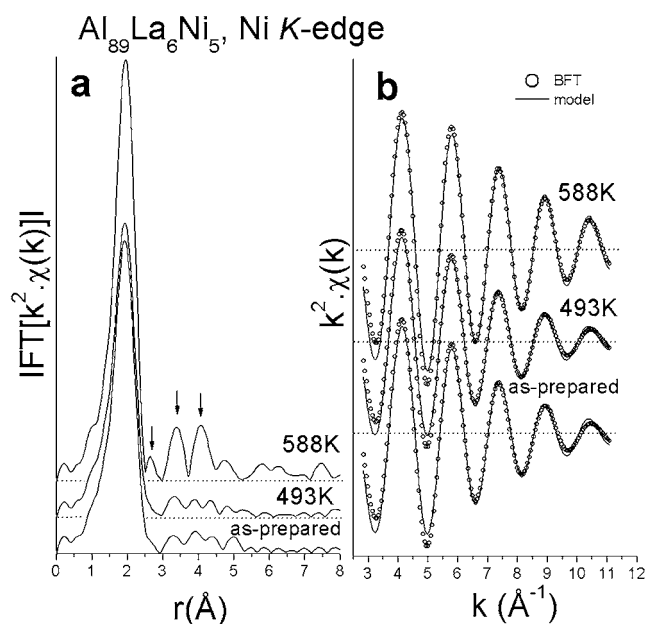 Al₈₉La₆Ni₅, Ni K-edge
a
|FT[k².χ(k)]|
588K
493K
as-prepared
0 1 2 3 4 5 6 7 8
r(Å)
b
BFT
model
k².χ(k)
588K
493K
as-prepared
3 4 5 6 7 8 9 10 11 12
k (Å⁻¹)